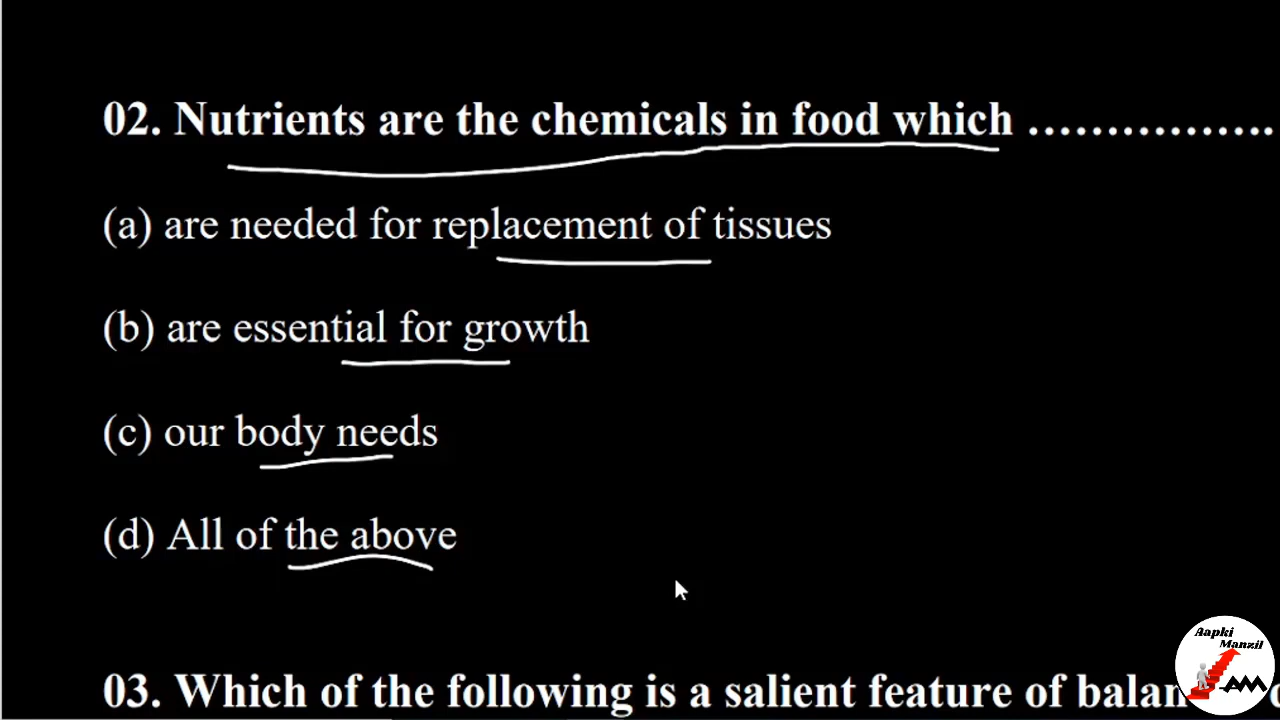 02. Nutrients are the chemicals in food which ……………..
(a) are needed for replacement of tissues
(b) are essential for growth
(c) our body needs
(d) All of the above
03. Which of the following is a salient feature of
Aapki
Manzil
AM